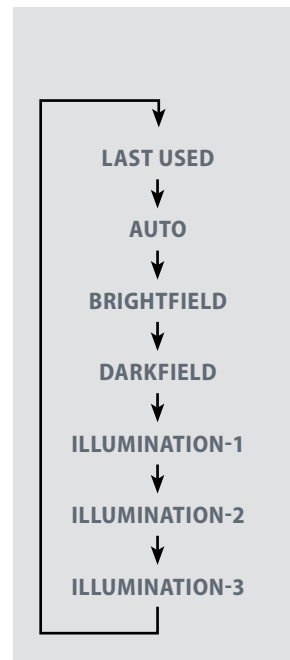 LAST USED
AUTO
BRIGHTFIELD
DARKFIELD
ILLUMINATION-1
ILLUMINATION-2
ILLUMINATION-3